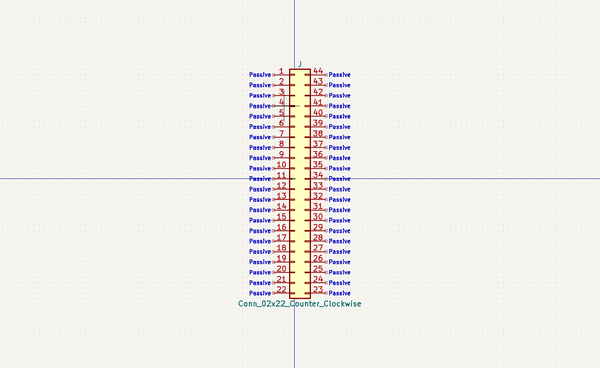 J
Passive 1 44 Passive
Passive 2 43 Passive
Passive 3 42 Passive
Passive 4 41 Passive
Passive 5 40 Passive
Passive 6 39 Passive
Passive 7 38 Passive
Passive 8 37 Passive
Passive 9 36 Passive
Passive 10 35 Passive
Passive 11 34 Passive
Passive 12 33 Passive
Passive 13 32 Passive
Passive 14 31 Passive
Passive 15 30 Passive
Passive 16 29 Passive
Passive 17 28 Passive
Passive 18 27 Passive
Passive 19 26 Passive
Passive 20 25 Passive
Passive 21 24 Passive
Passive 22 23 Passive
Conn_02x22_Counter_Clockwise